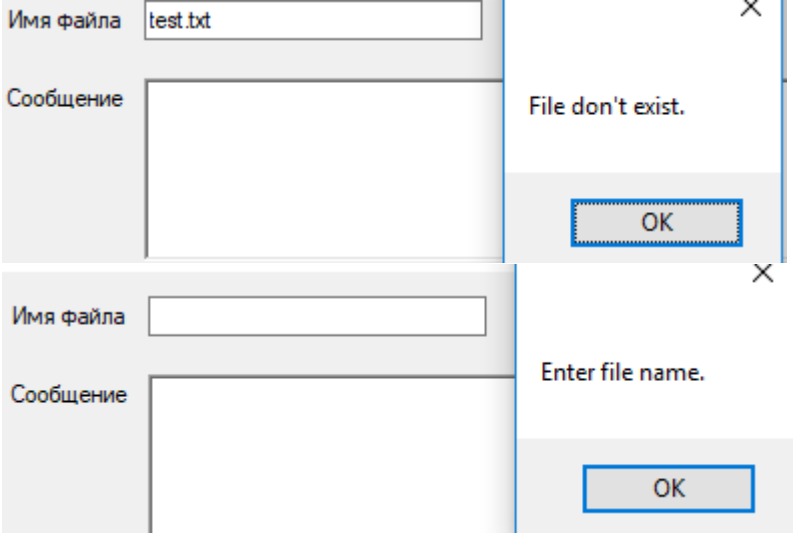 Имя файла test.txt
Сообщение
File don't exist.
OK
Имя файла
Enter file name.
Сообщение
OK